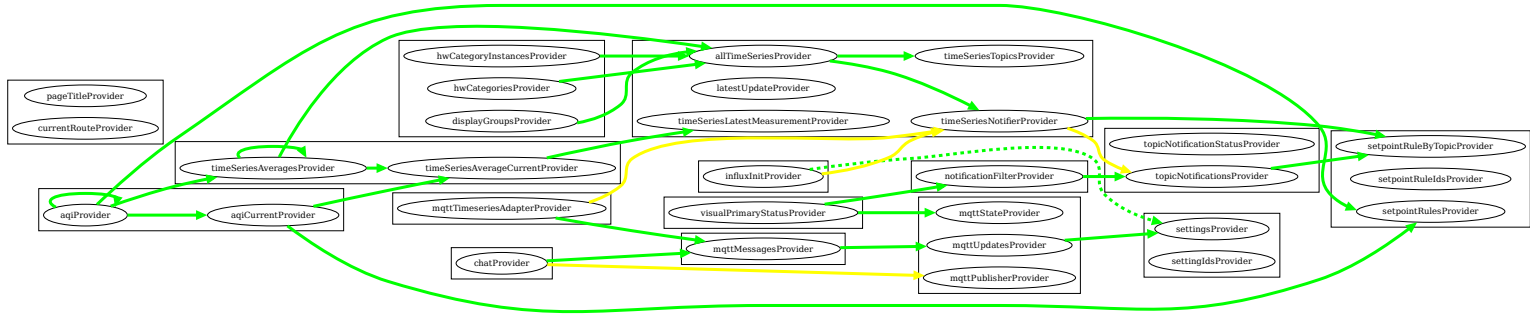 pageTitleProvider
currentRouteProvider
hwCategoryInstancesProvider
hwCategoriesProvider
displayGroupsProvider
allTimeSeriesProvider
timeSeriesTopicsProvider
latestUpdateProvider
timeSeriesLatestMeasurementProvider
timeSeriesNotifierProvider
timeSeriesAveragesProvider
timeSeriesAverageCurrentProvider
aqiProvider
aqiCurrentProvider
mqttTimeseriesAdapterProvider
influxInitProvider
notificationFilterProvider
topicNotificationStatusProvider
topicNotificationsProvider
setpointRuleByTopicProvider
setpointRuleIdsProvider
setpointRulesProvider
visualPrimaryStatusProvider
mqttStateProvider
mqttUpdatesProvider
mqttPublisherProvider
mqttMessagesProvider
chatProvider
settingsProvider
settingIdsProvider